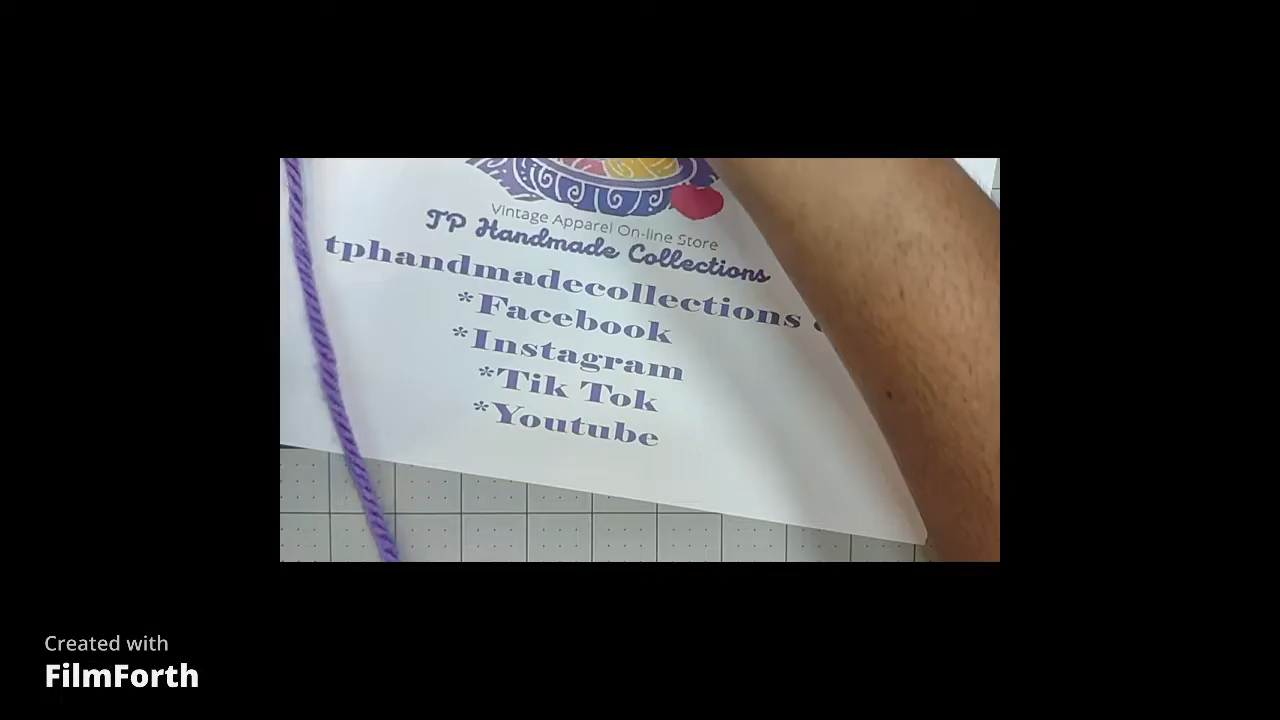 Vintage Apparel On-line Store
TP Handmade Collections
tphandmadecollections
*Facebook
*Instagram
*Tik Tok
*Youtube
Created with
FilmForth